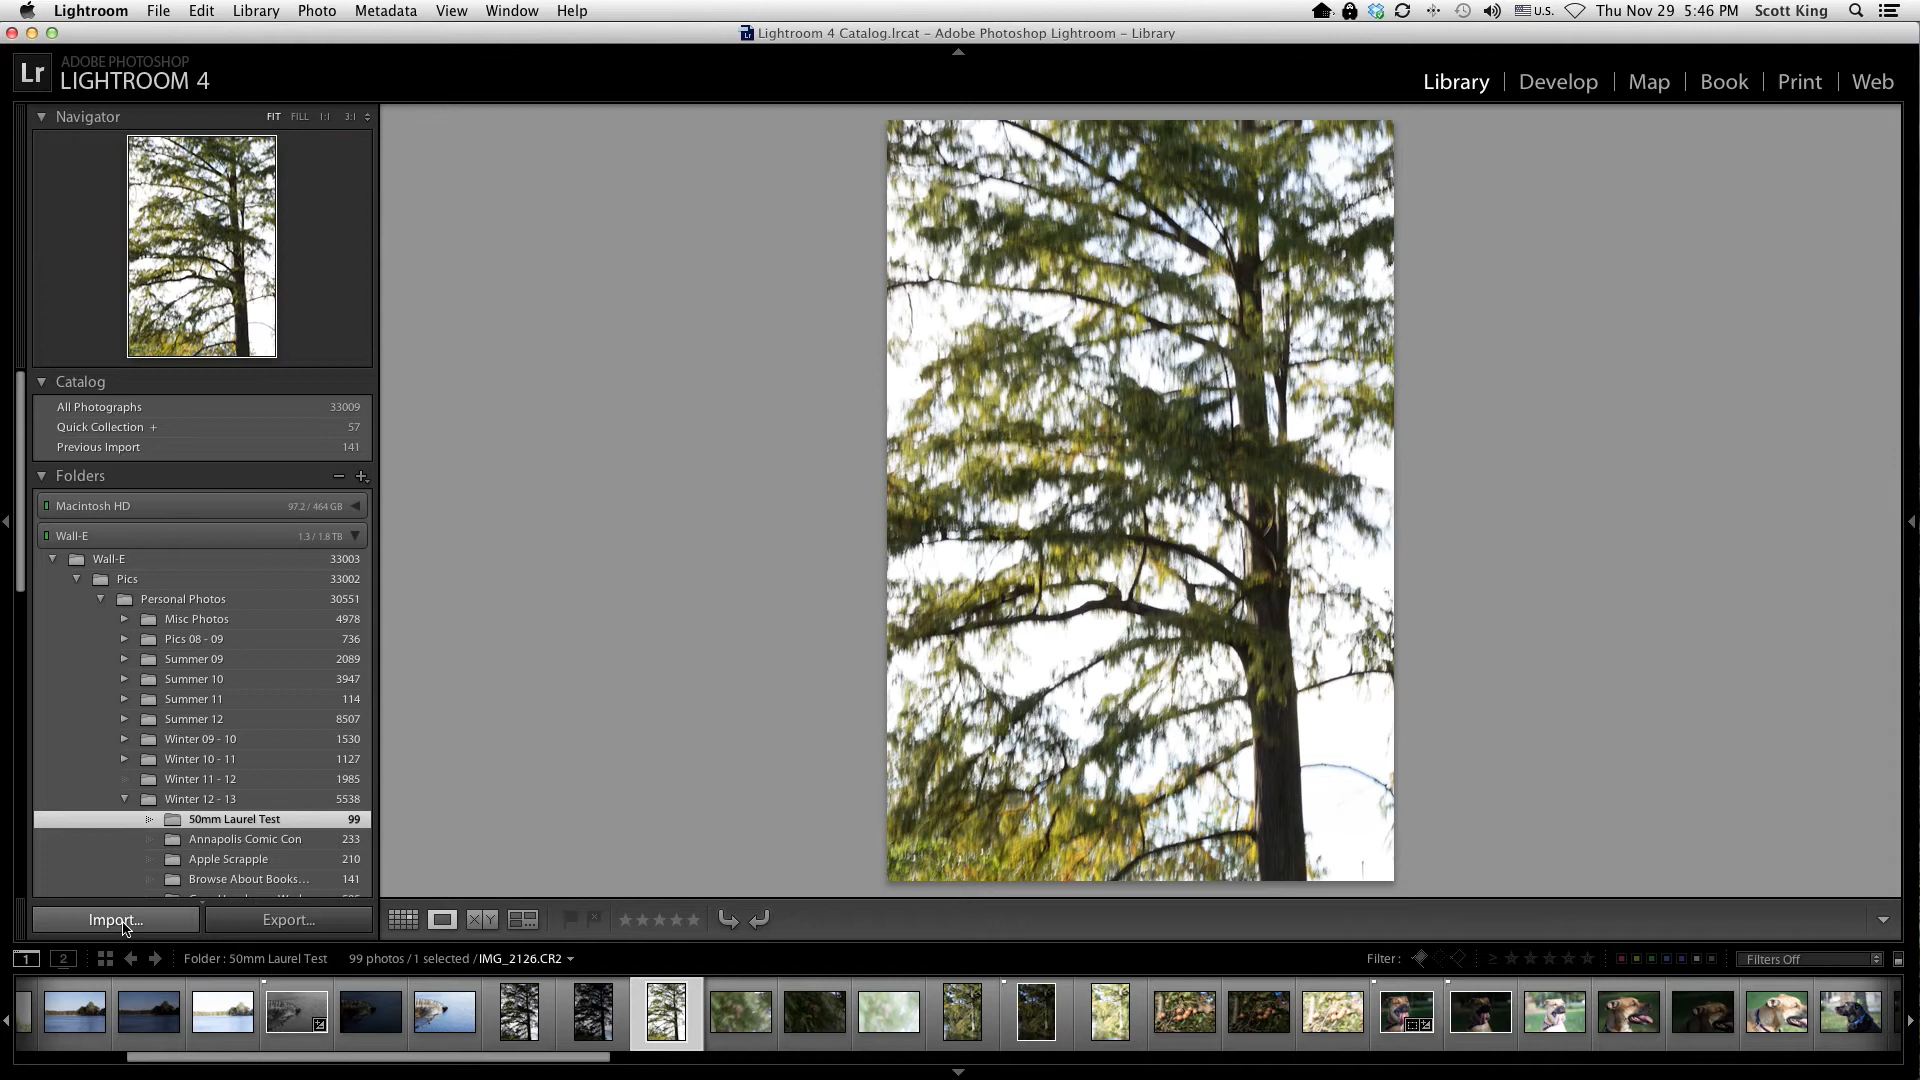 Lightroom File Edit Library Photo Metadata View Window Help U.S. Thu Nov 29 5:46 PM Scott King
Lr Lightroom 4 Catalog.lrcat – Adobe Photoshop Lightroom – Library
Lr ADOBE PHOTOSHOP
LIGHTROOM 4
Library | Develop | Map | Book | Print | Web
Navigator FIT FILL 1:1 3:1
Catalog
All Photographs 33009
Quick Collection + 57
Previous Import 141
Folders
Macintosh HD 97.2 / 464 GB
Wall-E 1.3 / 1.8 TB
Wall-E 33003
Pics 33002
Personal Photos 30551
Misc Photos 4978
Pics 08 - 09 736
Summer 09 2089
Summer 10 3947
Summer 11 114
Summer 12 8507
Winter 09 - 10 1530
Winter 10 - 11 1127
Winter 11 - 12 1985
Winter 12 - 13 5538
50mm Laurel Test 99
Annapolis Comic Con 233
Apple Scrapple 210
Browse About Books... 141
Import... Export... X Y
1 2 Folder : 50mm Laurel Test 99 photos / 1 selected / IMG_2126.CR2 Filter : ≥ Filters Off